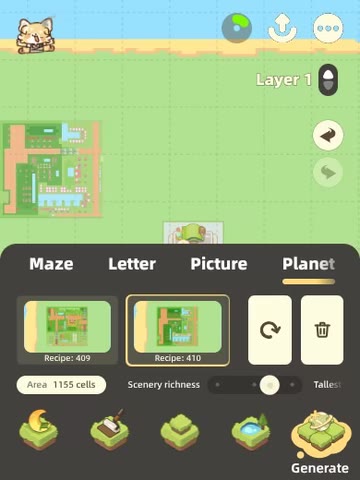 Layer 1
Maze Letter Picture Planet
Recipe: 409 Recipe: 410
Area 1155 cells Scenery richness Tallest
Generate